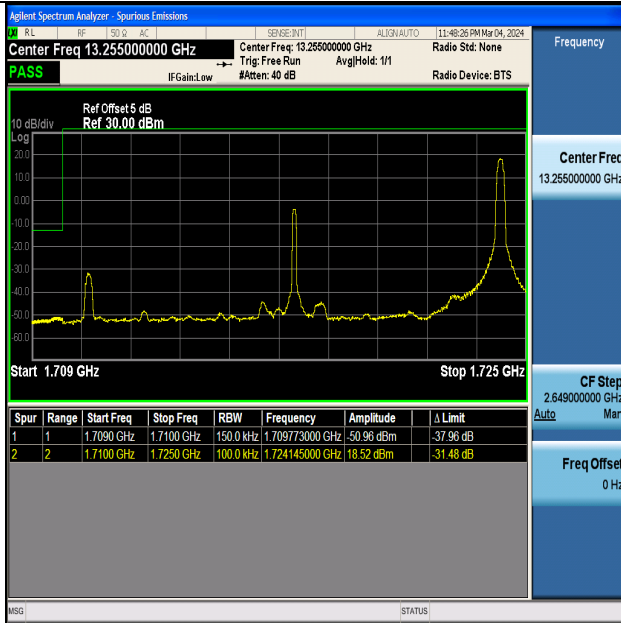 Agilent Spectrum Analyzer - Spurious Emissions
RL RF 50 Ω AC SENSE:INT ALIGN AUTO 11:48:26 PM Mar 04, 2024
Center Freq 13.255000000 GHz
Center Freq: 13.255000000 GHz
Radio Std: None
Trig: Free Run Avg|Hold: 1/1
PASS
IFGain:Low
#Atten: 40 dB
Radio Device: BTS
Ref Offset 5 dB
10 dB/div Ref 30.00 dBm
Log
20.0
10.0
0.00
-10.0
-20.0
-30.0
-40.0
-50.0
-60.0
Start 1.709 GHz Stop 1.725 GHz
Spur Range Start Freq Stop Freq RBW Frequency Amplitude Δ Limit
1 1 1.7090 GHz 1.7100 GHz 150.0 kHz 1.709773000 GHz -50.96 dBm -37.96 dB
2 2 1.7100 GHz 1.7250 GHz 100.0 kHz 1.724145000 GHz 18.52 dBm -31.48 dB
MSG STATUS
Frequency
Center Freq
13.255000000 GHz
CF Step
2.649000000 GHz
Auto Man
Freq Offset
0 Hz